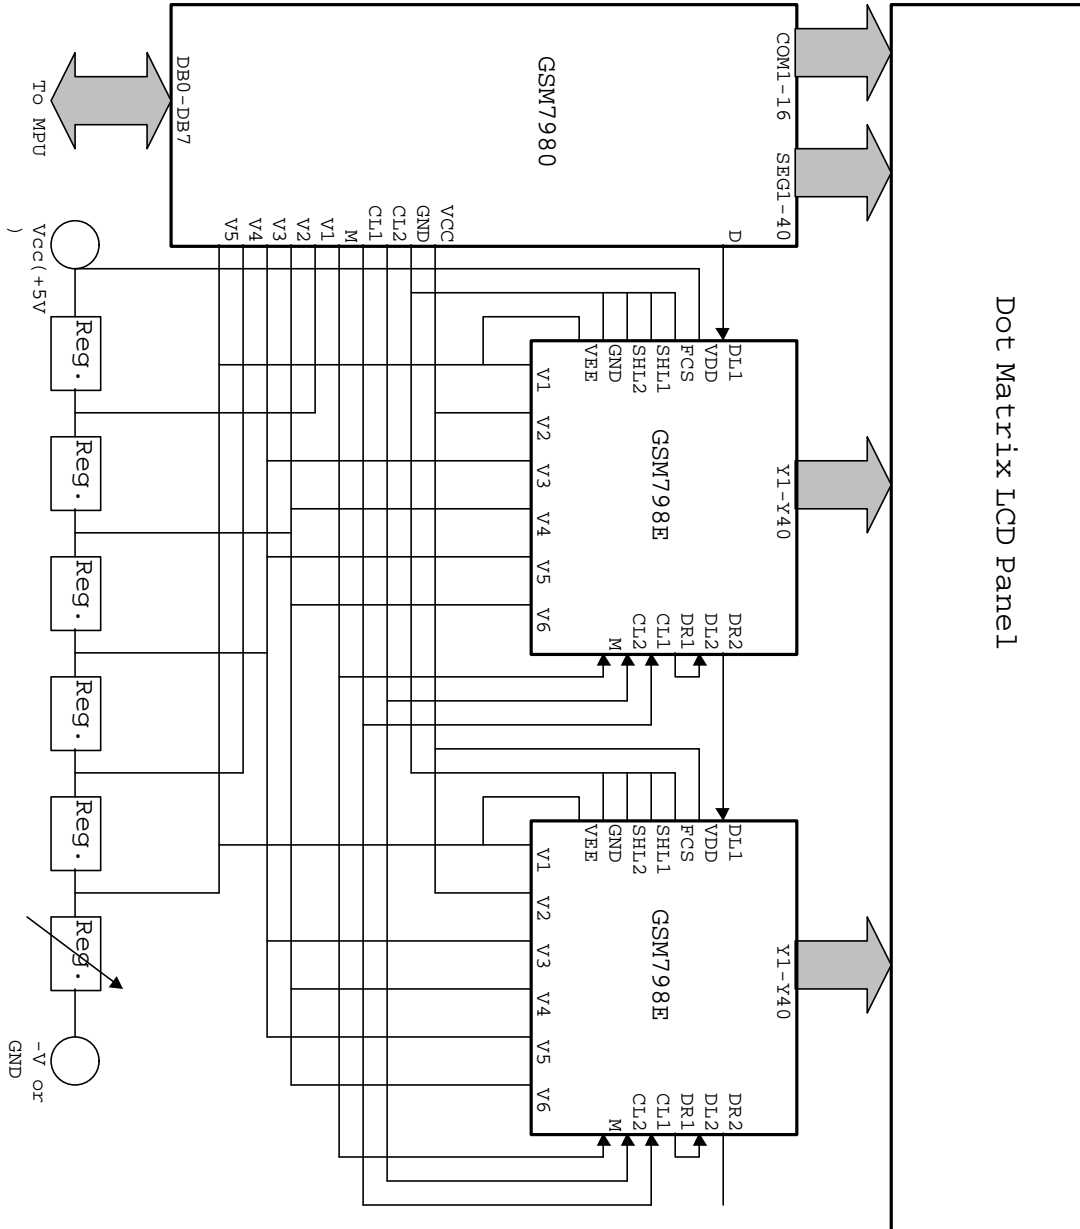 Dot Matrix LCD Panel
COM1-16
SEG1-40
Y1-Y40
Y1-Y40
GSM7980
DB0-DB7
To MPU
D
VCC
GND
CL2
CL1
M
V1
V2
V3
V4
V5
DL1
VDD
FCS
SHL1
SHL2
GND
VEE
GSM798E
V1
V2
V3
V4
V5
V6
DR2
DL2
DR1
CL1
CL2
M
DL1
VDD
FCS
SHL1
SHL2
GND
VEE
GSM798E
V1
V2
V3
V4
V5
V6
DR2
DL2
DR1
CL1
CL2
M
Vcc(+5V
)
Reg.
Reg.
Reg.
Reg.
Reg.
Reg.
-V or
GND